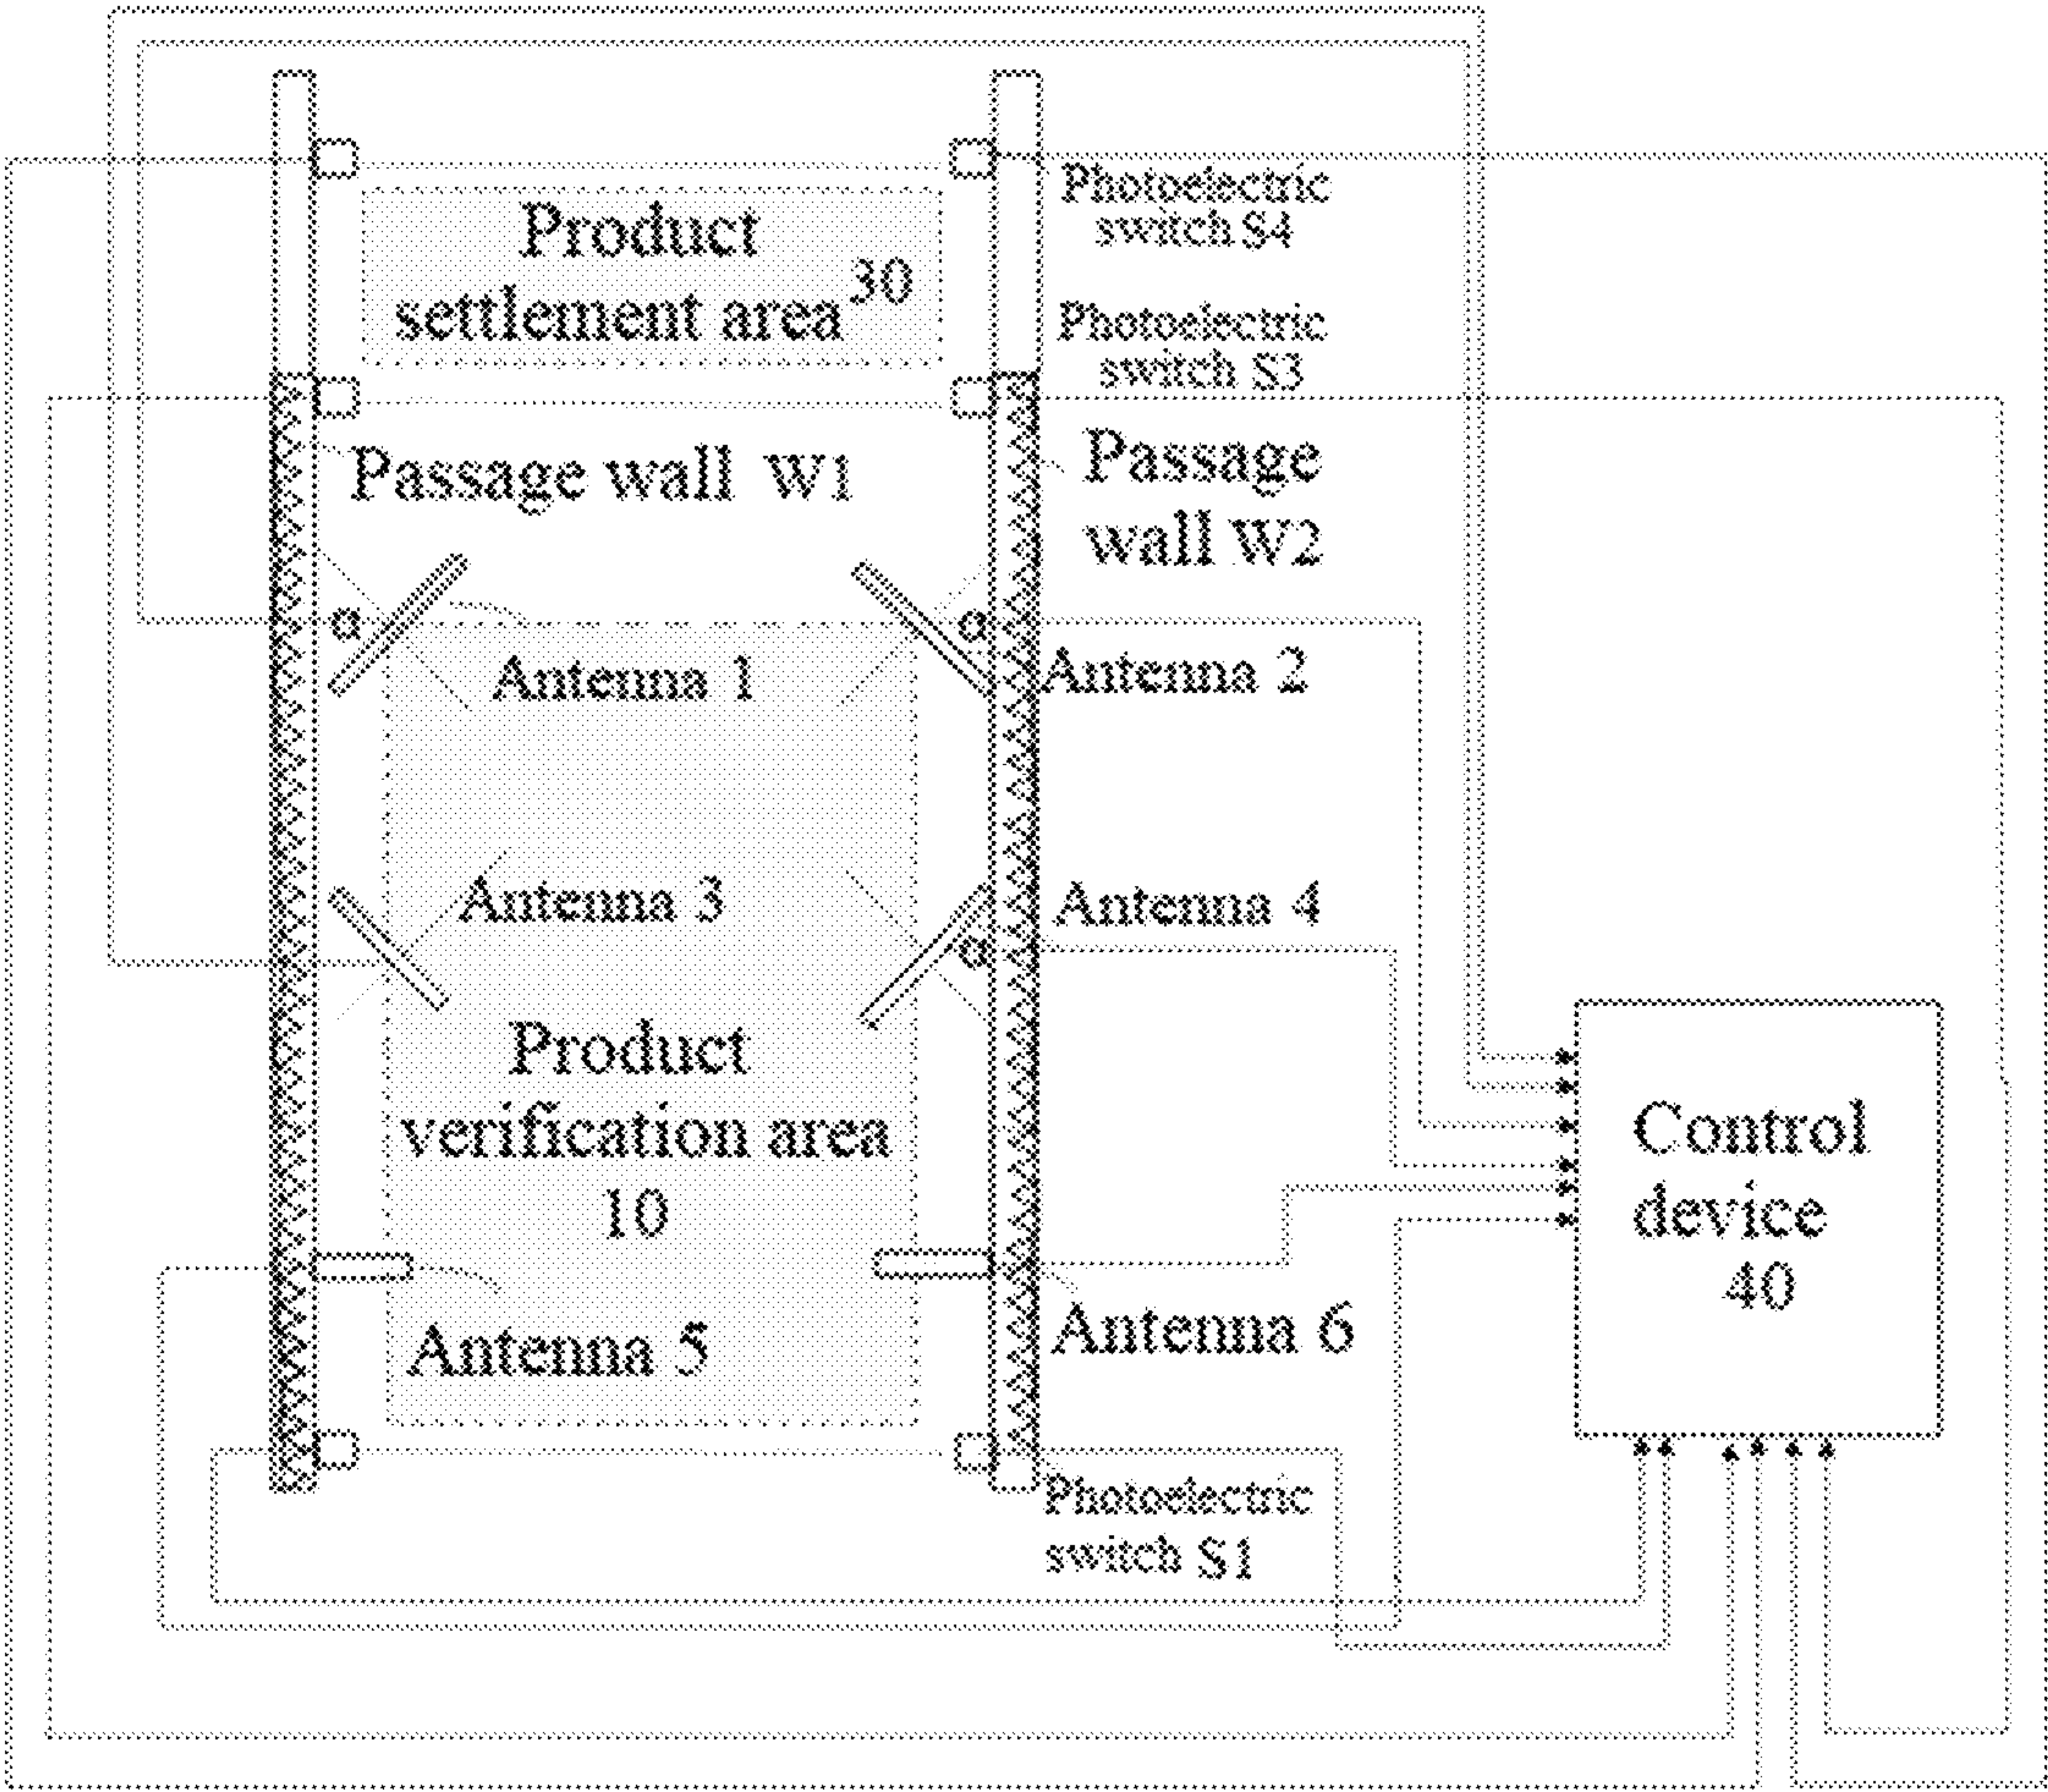 Photoelectric
switch S4
Product
settlement area 30
Photoelectric
switch S3
Passage wall W1
Passage
wall W2
α
α
Antenna 1
Antenna 2
Antenna 3
Antenna 4
α
Product
verification area
10
Control
device
40
Antenna 5
Antenna 6
Photoelectric
switch S1